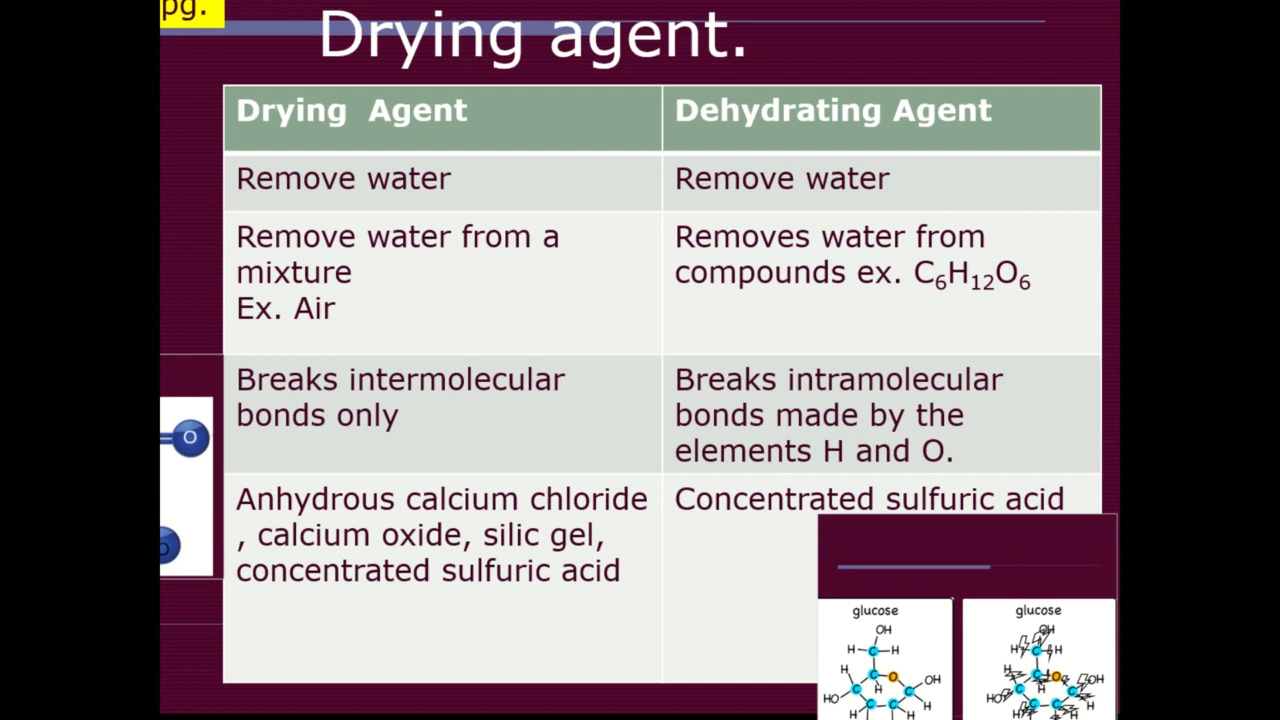 pg.
Drying agent.
Drying Agent
Dehydrating Agent
Remove water
Remove water
Remove water from a
mixture
Ex. Air
Removes water from
compounds ex. C₆H₁₂O₆
Breaks intermolecular
bonds only
Breaks intramolecular
bonds made by the
elements H and O.
Anhydrous calcium chloride
, calcium oxide, silic gel,
concentrated sulfuric acid
Concentrated sulfuric acid
O
glucose
OH
H C H
H C O OH
H
C C
HO C C H
H H
glucose
OH
H C H
H C O OH
H
C C
HO C C H
H H